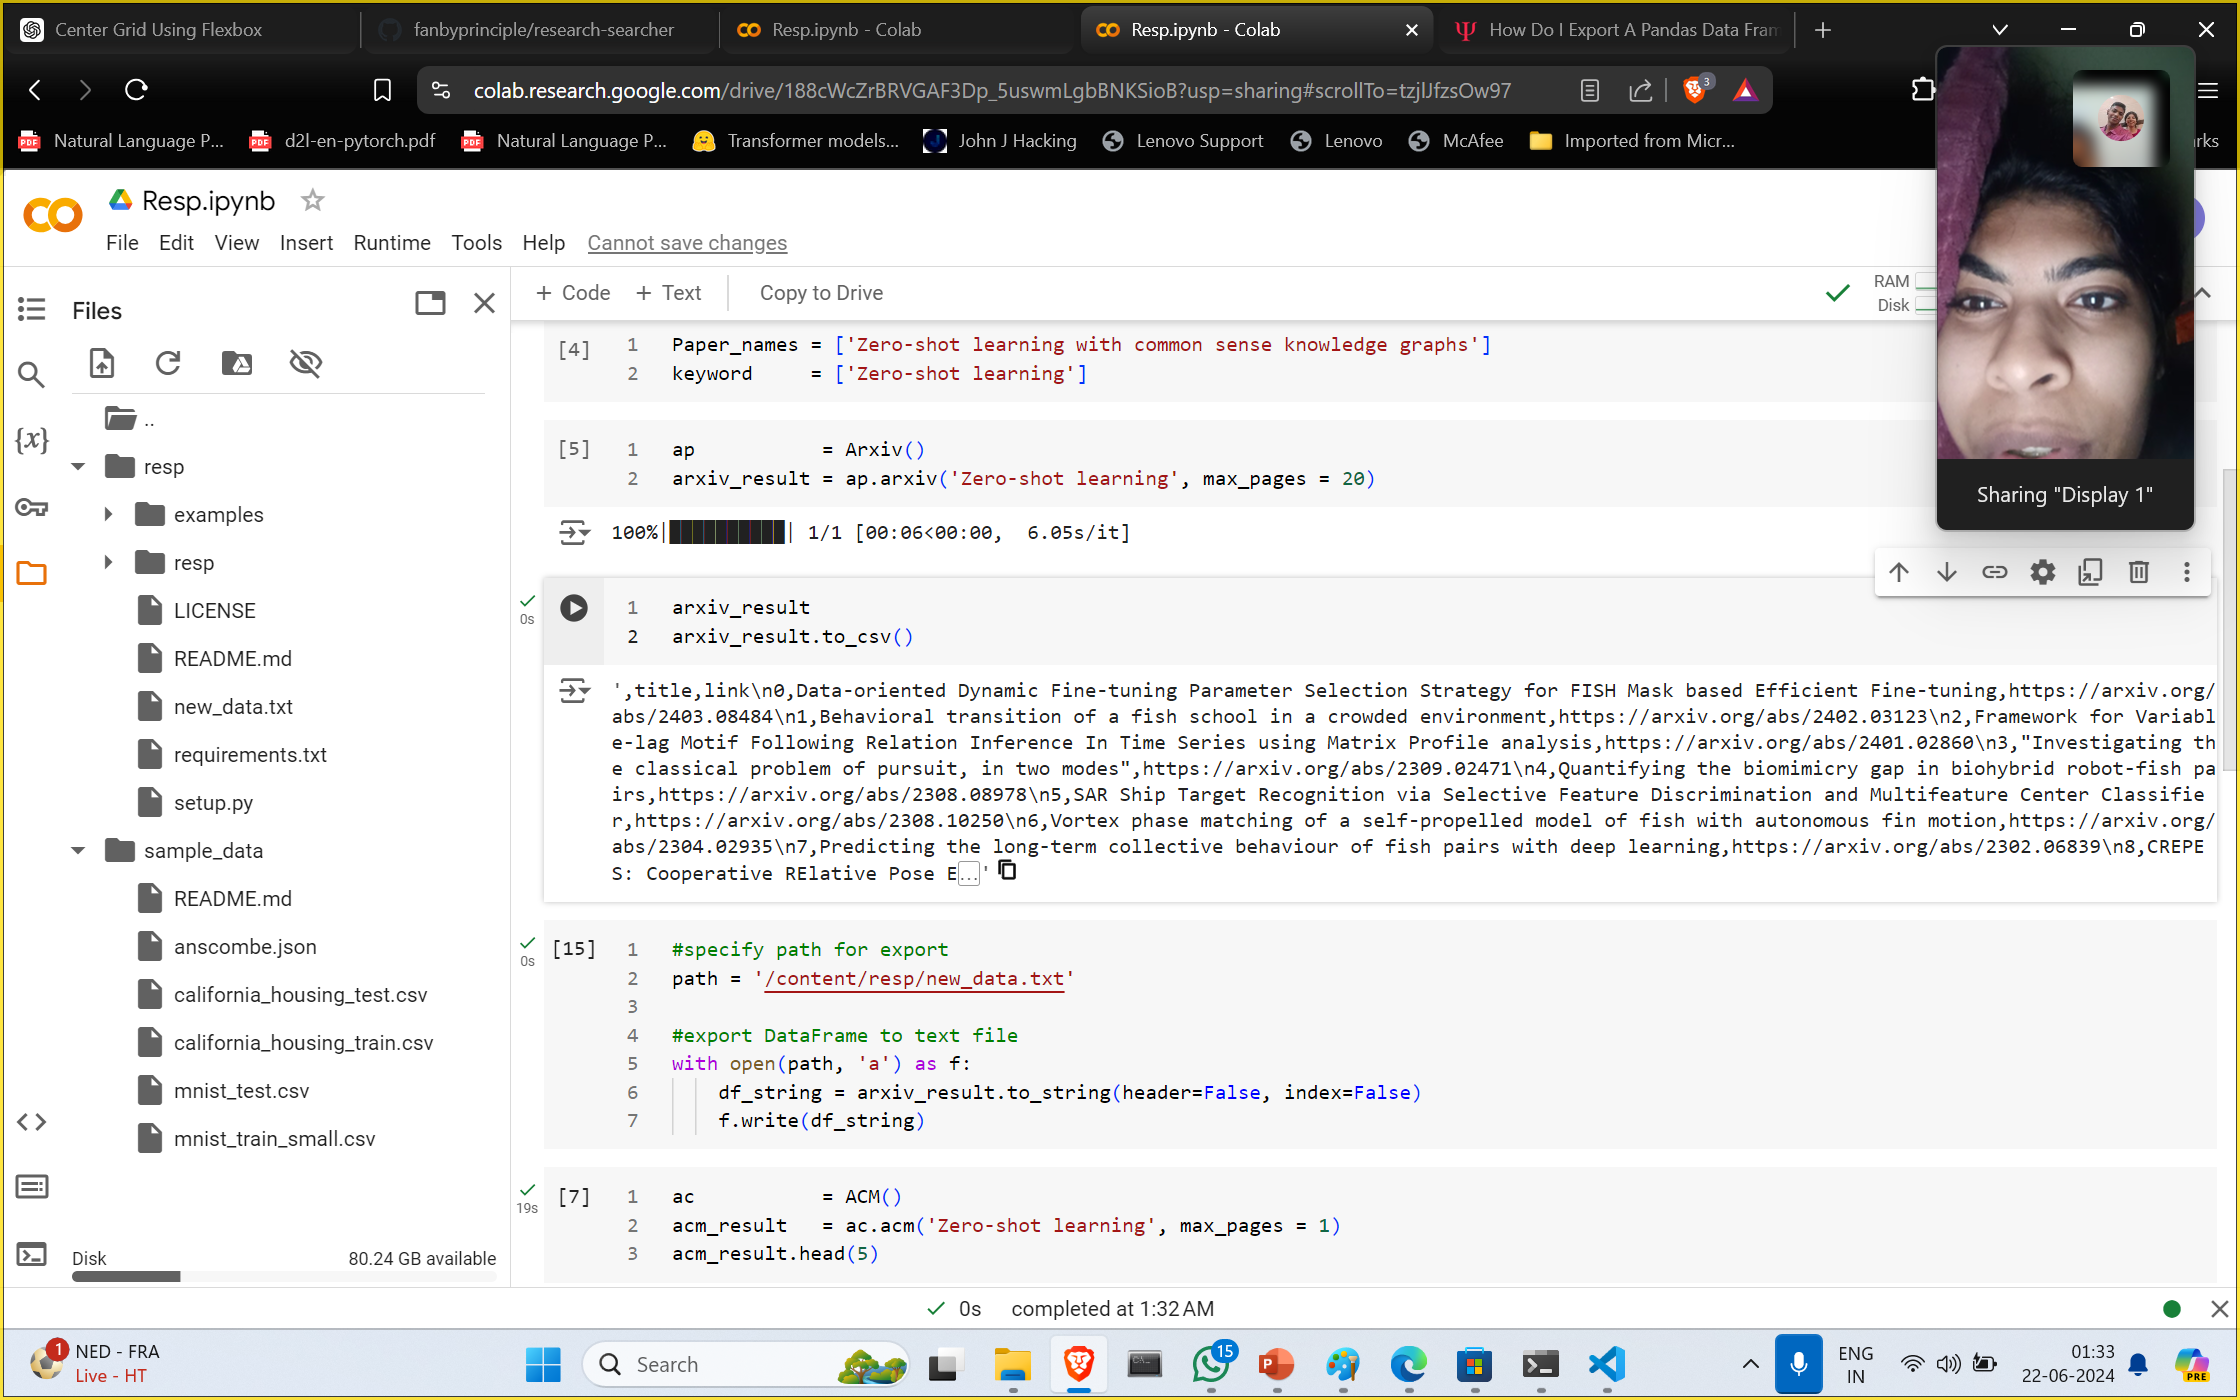 Center Grid Using Flexbox
fanbyprinciple/research-searcher
Resp.ipynb - Colab
Resp.ipynb - Colab
How Do I Export A Pandas Data Fram
colab.research.google.com/drive/188cWcZrBRVGAF3Dp_5uswmLgbBNKSioB?usp=sharing#scrollTo=tzjlJfzsOw97
3
Natural Language P...
d2l-en-pytorch.pdf
Natural Language P...
Transformer models...
John J Hacking
Lenovo Support
Lenovo
McAfee
Imported from Micr...
rks
Resp.ipynb
File Edit View Insert Runtime Tools Help Cannot save changes
Files
+ Code + Text Copy to Drive
RAM
Disk
Sharing "Display 1"
..
resp
examples
resp
LICENSE
README.md
new_data.txt
requirements.txt
setup.py
sample_data
README.md
anscombe.json
california_housing_test.csv
california_housing_train.csv
mnist_test.csv
mnist_train_small.csv
Disk 80.24 GB available
[4] 1 Paper_names = ['Zero-shot learning with common sense knowledge graphs']
2 keyword = ['Zero-shot learning']
[5] 1 ap = Arxiv()
2 arxiv_result = ap.arxiv('Zero-shot learning', max_pages = 20)
100%|██████████| 1/1 [00:06<00:00, 6.05s/it]
0s
1 arxiv_result
2 arxiv_result.to_csv()
',title,link\n0,Data-oriented Dynamic Fine-tuning Parameter Selection Strategy for FISH Mask based Efficient Fine-tuning,https://arxiv.org/
abs/2403.08484\n1,Behavioral transition of a fish school in a crowded environment,https://arxiv.org/abs/2402.03123\n2,Framework for Variabl
e-lag Motif Following Relation Inference In Time Series using Matrix Profile analysis,https://arxiv.org/abs/2401.02860\n3,"Investigating th
e classical problem of pursuit, in two modes",https://arxiv.org/abs/2309.02471\n4,Quantifying the biomimicry gap in biohybrid robot-fish pa
irs,https://arxiv.org/abs/2308.08978\n5,SAR Ship Target Recognition via Selective Feature Discrimination and Multifeature Center Classifie
r,https://arxiv.org/abs/2308.10250\n6,Vortex phase matching of a self-propelled model of fish with autonomous fin motion,https://arxiv.org/
abs/2304.02935\n7,Predicting the long-term collective behaviour of fish pairs with deep learning,https://arxiv.org/abs/2302.06839\n8,CREPE
S: Cooperative RElative Pose E...'
0s
[15] 1 #specify path for export
2 path = '/content/resp/new_data.txt'
3
4 #export DataFrame to text file
5 with open(path, 'a') as f:
6 df_string = arxiv_result.to_string(header=False, index=False)
7 f.write(df_string)
19s
[7] 1 ac = ACM()
2 acm_result = ac.acm('Zero-shot learning', max_pages = 1)
3 acm_result.head(5)
0s completed at 1:32 AM
1
NED - FRA
Live - HT
Search
15
ENG
IN
01:33
22-06-2024
PRE